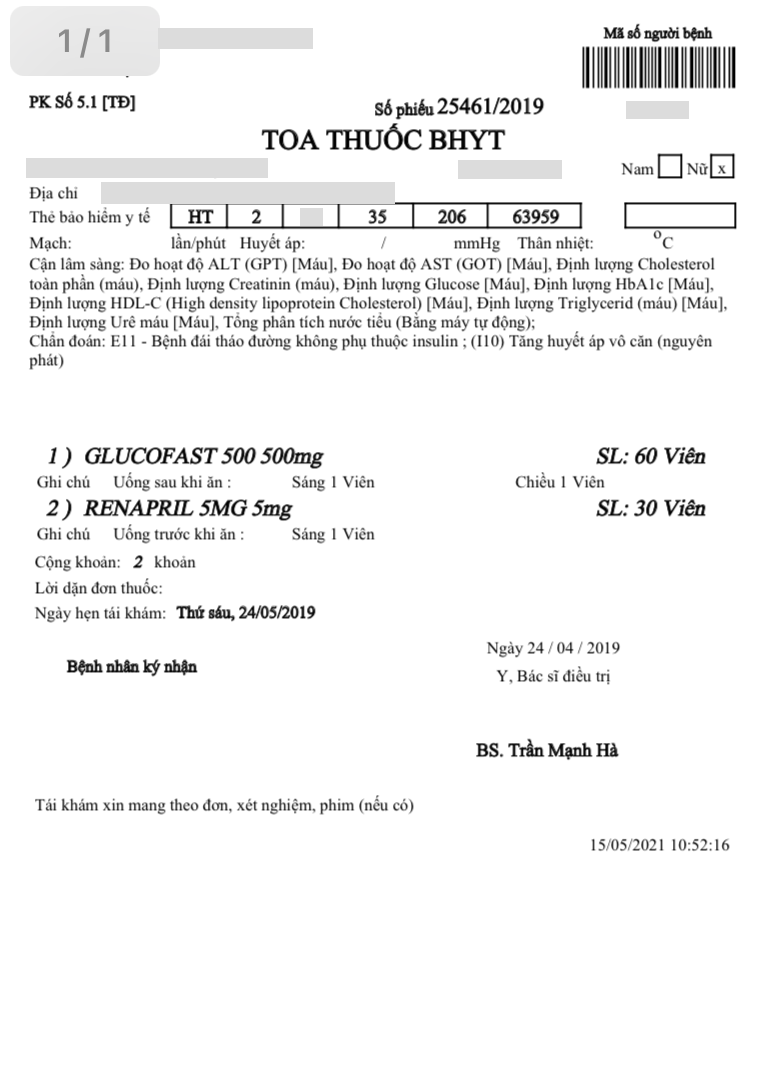 1/1
Mã số người bệnh
PK Số 5.1 [TĐ]
Số phiếu 25461/2019
TOA THUỐC BHYT
Nam Nữ x
Địa chỉ
Thẻ bảo hiểm y tế HT 2 35 206 63959
Mạch: lần/phút Huyết áp: / mmHg Thân nhiệt: °C
Cận lâm sàng: Đo hoạt độ ALT (GPT) [Máu], Đo hoạt độ AST (GOT) [Máu], Định lượng Cholesterol
toàn phần (máu), Định lượng Creatinin (máu), Định lượng Glucose [Máu], Định lượng HbA1c [Máu],
Định lượng HDL-C (High density lipoprotein Cholesterol) [Máu], Định lượng Triglycerid (máu) [Máu],
Định lượng Urê máu [Máu], Tổng phân tích nước tiểu (Bằng máy tự động);
Chẩn đoán: E11 - Bệnh đái tháo đường không phụ thuộc insulin ; (I10) Tăng huyết áp vô căn (nguyên
phát)
1 ) GLUCOFAST 500 500mg SL: 60 Viên
Ghi chú Uống sau khi ăn : Sáng 1 Viên Chiều 1 Viên
2 ) RENAPRIL 5MG 5mg SL: 30 Viên
Ghi chú Uống trước khi ăn : Sáng 1 Viên
Cộng khoản: 2 khoản
Lời dặn đơn thuốc:
Ngày hẹn tái khám: Thứ sáu, 24/05/2019
Ngày 24 / 04 / 2019
Bệnh nhân ký nhận
Y, Bác sĩ điều trị
BS. Trần Mạnh Hà
Tái khám xin mang theo đơn, xét nghiệm, phim (nếu có)
15/05/2021 10:52:16